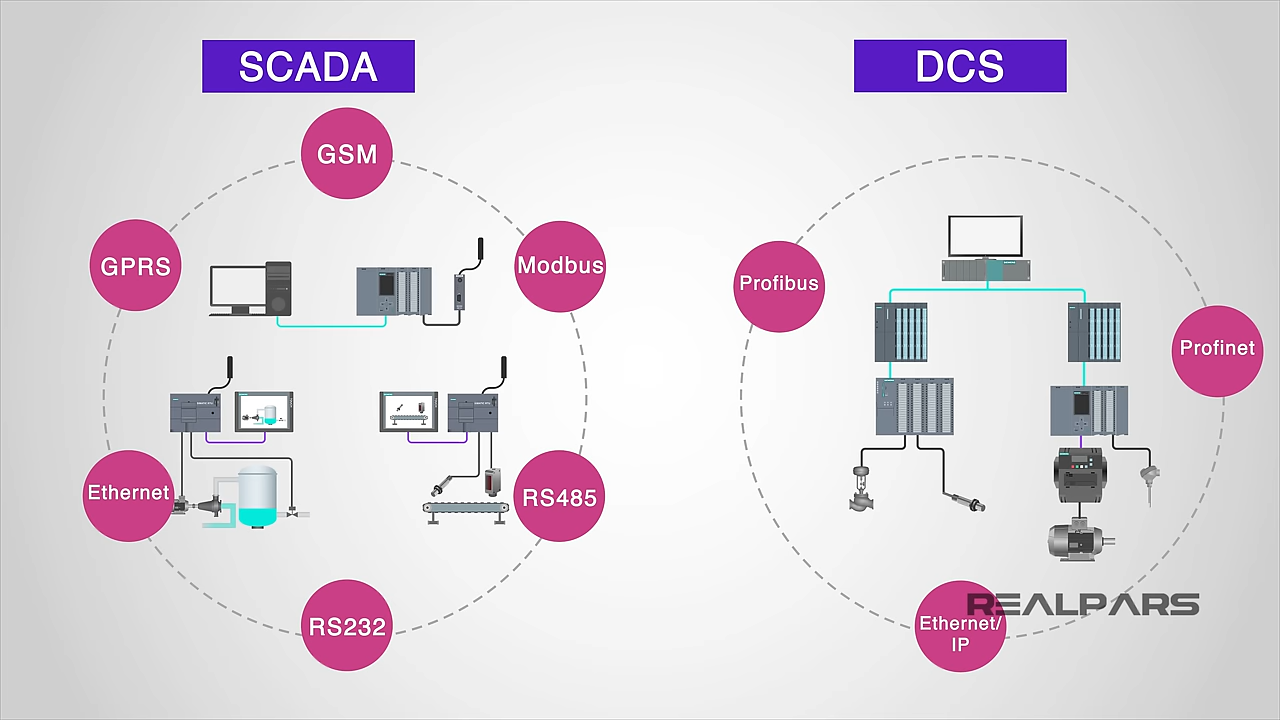 SCADA
DCS
GSM
GPRS
Modbus
Ethernet
RS485
RS232
Profibus
Profinet
Ethernet/
IP
REALPARS